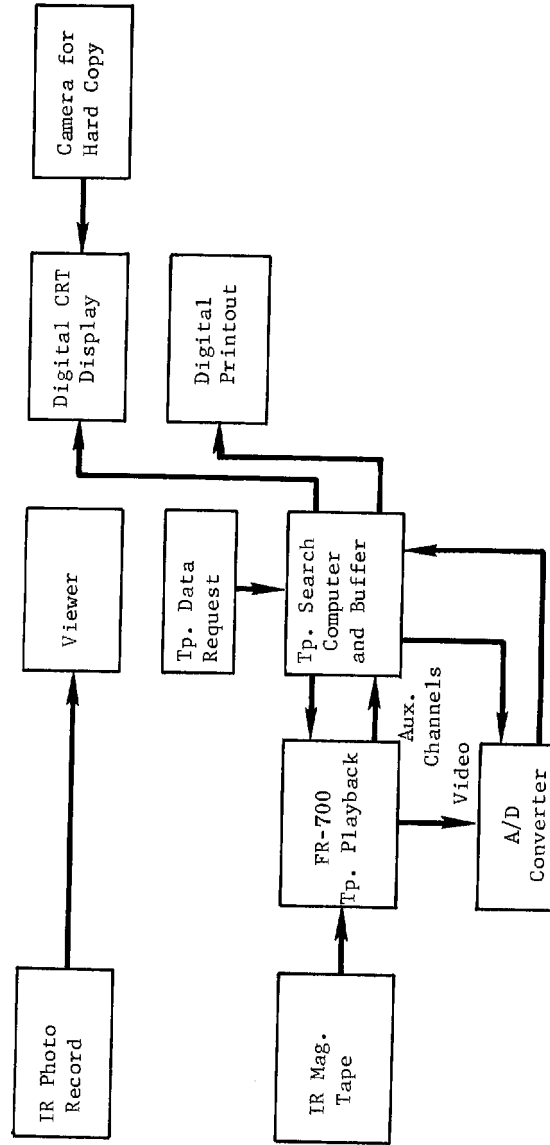 IR Photo
Record
Viewer
Digital CRT
Display
Camera for
Hard Copy
Tp. Data
Request
Digital
Printout
IR Mag.
Tape
FR-700
Tp. Playback
Tp. Search
Computer
and Buffer
Aux.
Channels
Video
A/D
Converter